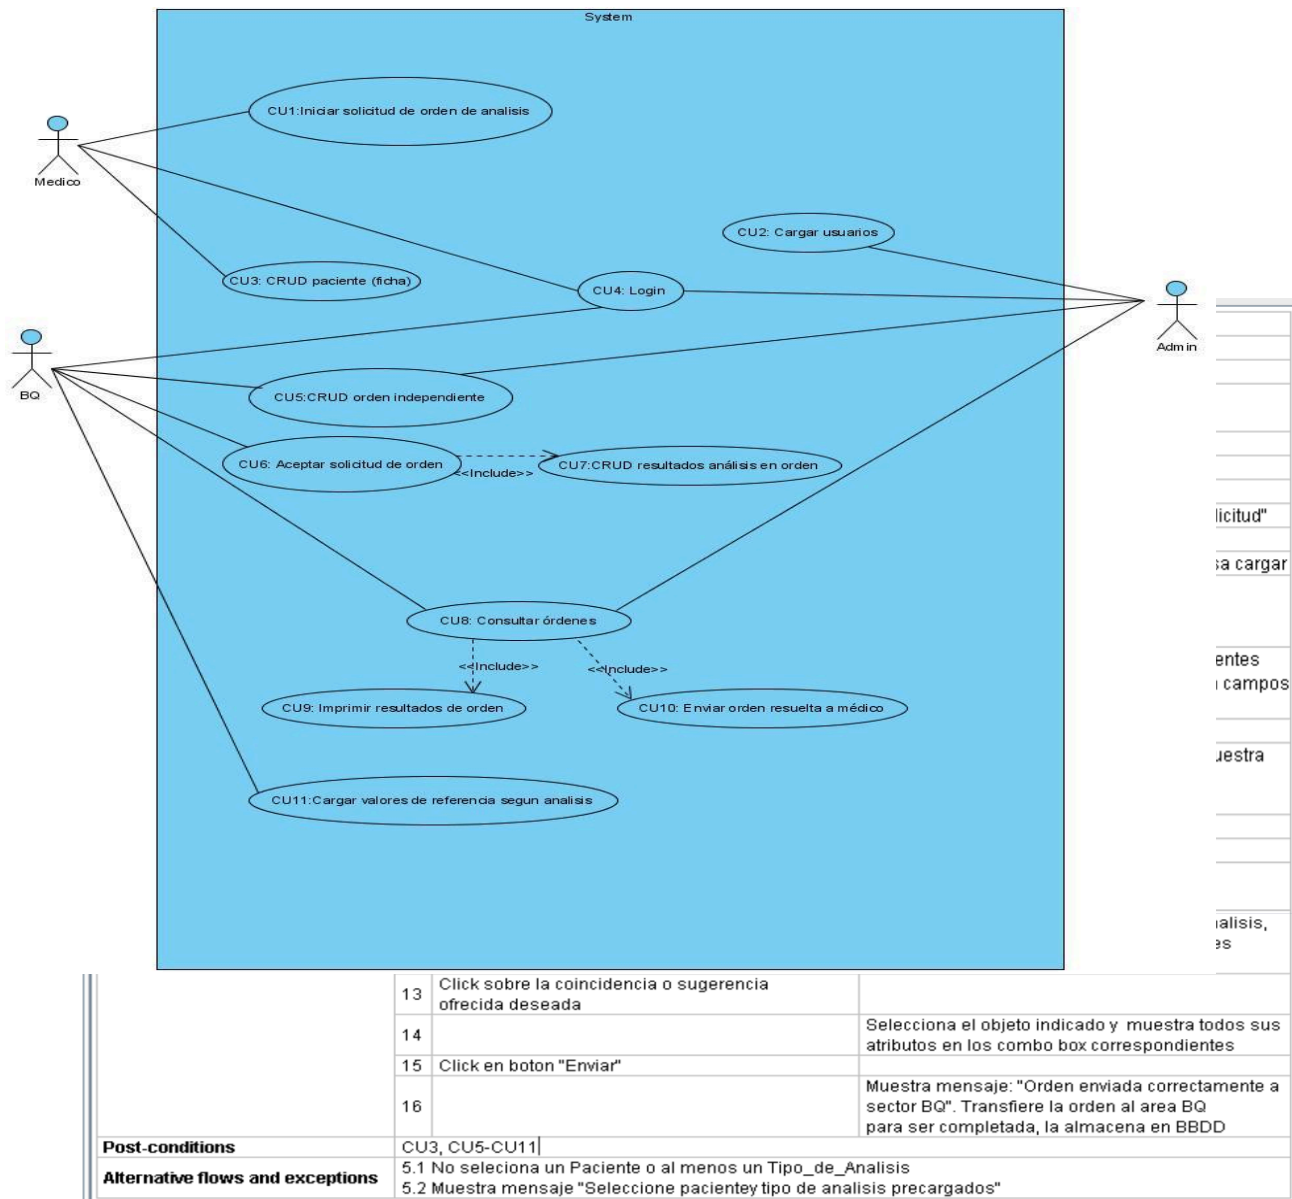 System
CU1:Iniciar solicitud de orden de analisis
Medico
CU2: Cargar usuarios
CU3: CRUD paciente (ficha)
CU4: Login
Admin
BQ
CU5:CRUD orden independiente
CU6: Aceptar solicitud de orden
<<Include>>
CU7:CRUD resultados análisis en orden
licitud"
sa cargar
CU8: Consultar órdenes
<<Include>>
<<Include>>
entes
campos
CU9: Imprimir resultados de orden
CU10: Enviar orden resuelta a médico
uestra
CU11:Cargar valores de referencia segun analisis
alisis,
es
13 Click sobre la coincidencia o sugerencia
ofrecida deseada
14 Selecciona el objeto indicado y muestra todos sus
atributos en los combo box correspondientes
15 Click en boton "Enviar"
16 Muestra mensaje: "Orden enviada correctamente a
sector BQ". Transfiere la orden al area BQ
para ser completada, la almacena en BBDD
Post-conditions CU3, CU5-CU11
Alternative flows and exceptions
5.1 No seleciona un Paciente o al menos un Tipo_de_Analisis
5.2 Muestra mensaje "Seleccione pacientey tipo de analisis precargados"